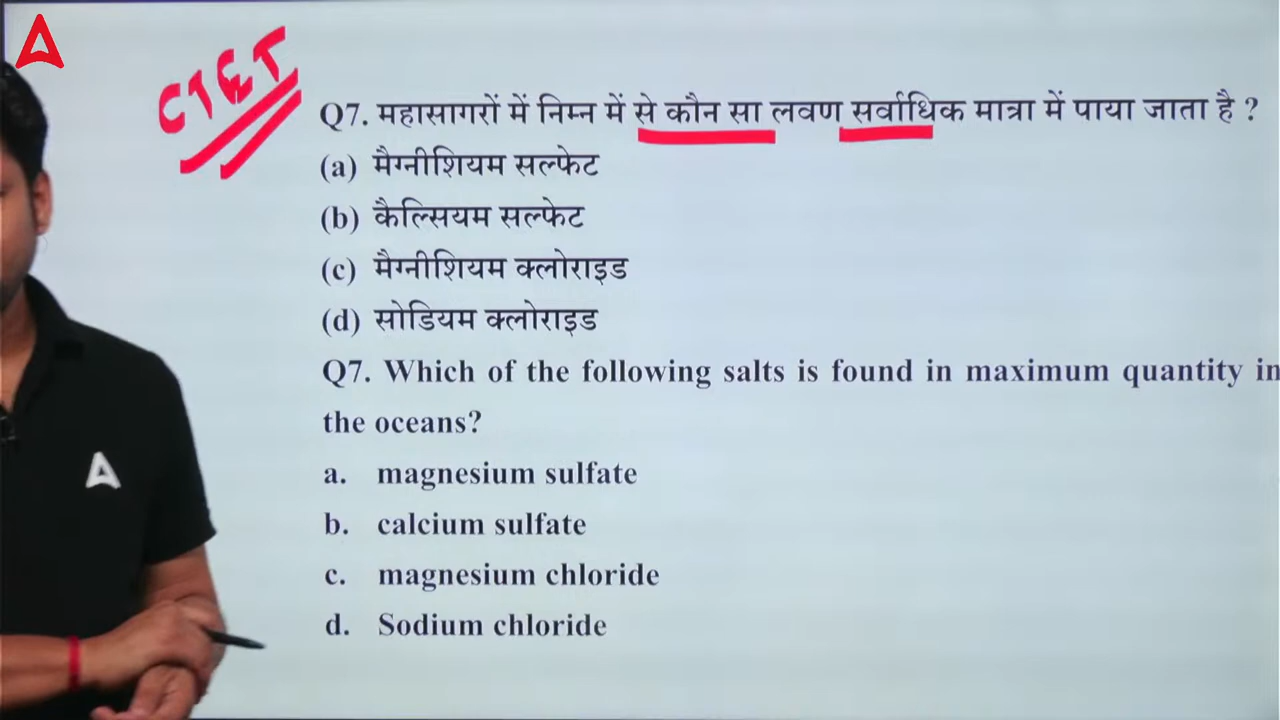 CTET
Q7. महासागरों में निम्न में से कौन सा लवण सर्वाधिक मात्रा में पाया जाता है ?
(a) मैग्नीशियम सल्फेट
(b) कैल्सियम सल्फेट
(c) मैग्नीशियम क्लोराइड
(d) सोडियम क्लोराइड
Q7. Which of the following salts is found in maximum quantity in
the oceans?
a. magnesium sulfate
b. calcium sulfate
c. magnesium chloride
d. Sodium chloride